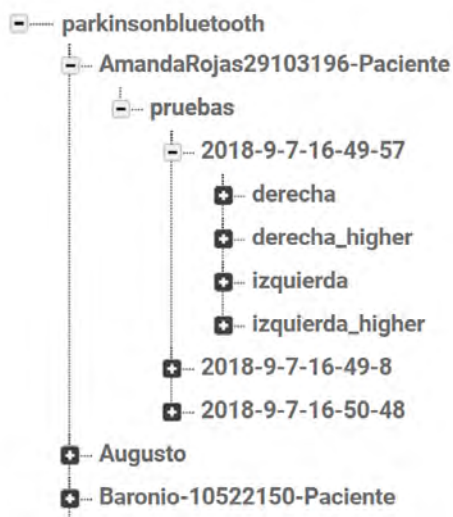 parkinsonbluetooth
AmandaRojas29103196-Paciente
pruebas
2018-9-7-16-49-57
derecha
derecha_higher
izquierda
izquierda_higher
2018-9-7-16-49-8
2018-9-7-16-50-48
Augusto
Baronio-10522150-Paciente